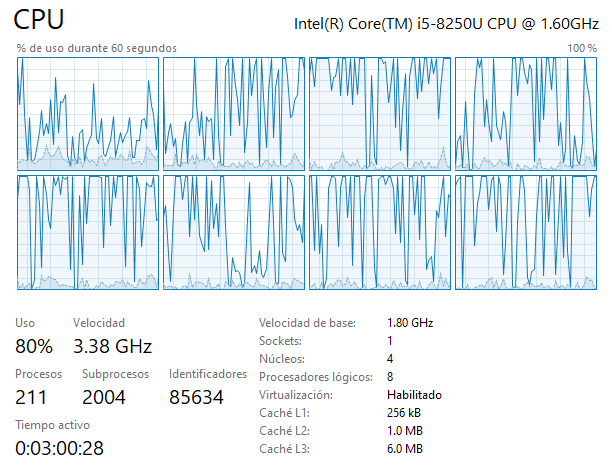 CPU
Intel(R) Core(TM) i5-8250U CPU @ 1.60GHz
% de uso durante 60 segundos
100 %
Uso
Velocidad
80%
3.38 GHz
Procesos
Subprocesos
Identificadores
211
2004
85634
Tiempo activo
0:03:00:28
Velocidad de base: 1.80 GHz
Sockets: 1
Núcleos: 4
Procesadores lógicos: 8
Virtualización: Habilitado
Caché L1: 256 kB
Caché L2: 1.0 MB
Caché L3: 6.0 MB